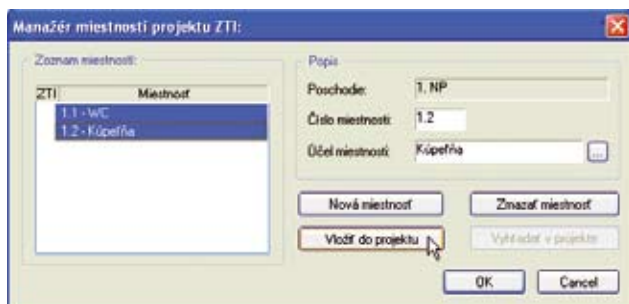 Manažér miestností projektu ZTI:
Zoznam miestností:
ZTI Miestnosť
1.1 - WC
1.2 - Kúpeľňa
Popis
Poschodie: 1. NP
Číslo miestnosti: 1.2
Účel miestnosti: Kúpeľňa ...
Nová miestnosť Zmazať miestnosť
Vložiť do projektu Vyhľadať v projekte
OK Cancel